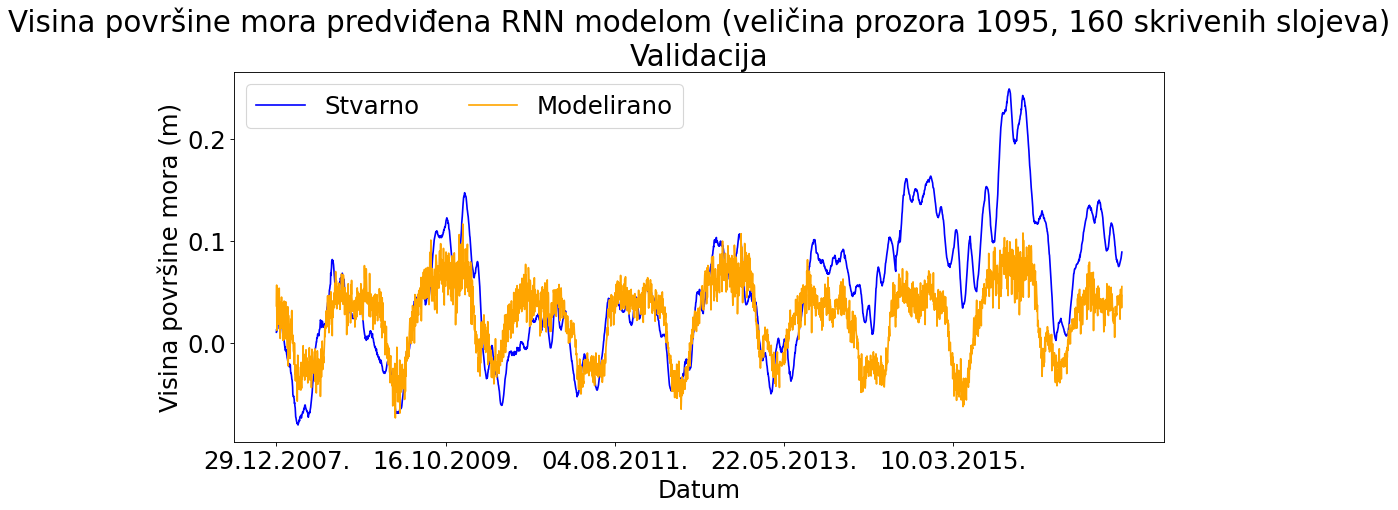 Visina površine mora predviđena RNN modelom (veličina prozora 1095, 160 skrivenih slojeva)
Validacija
Stvarno
Modelirano
Visina površine mora (m)
0.2
0.1
0.0
29.12.2007. 16.10.2009. 04.08.2011. 22.05.2013. 10.03.2015.
Datum